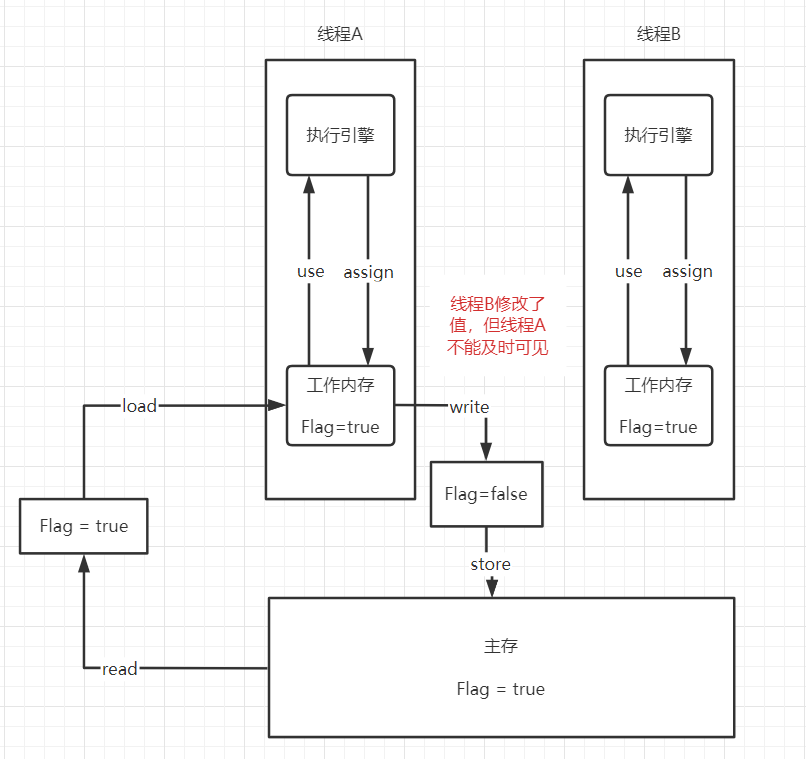 线程A
线程B
执行引擎
执行引擎
use
assign
use
assign
线程B修改了
值，但线程A
不能及时可见
工作内存
Flag=true
工作内存
Flag=true
load
write
Flag=false
Flag = true
store
主存
Flag = true
read